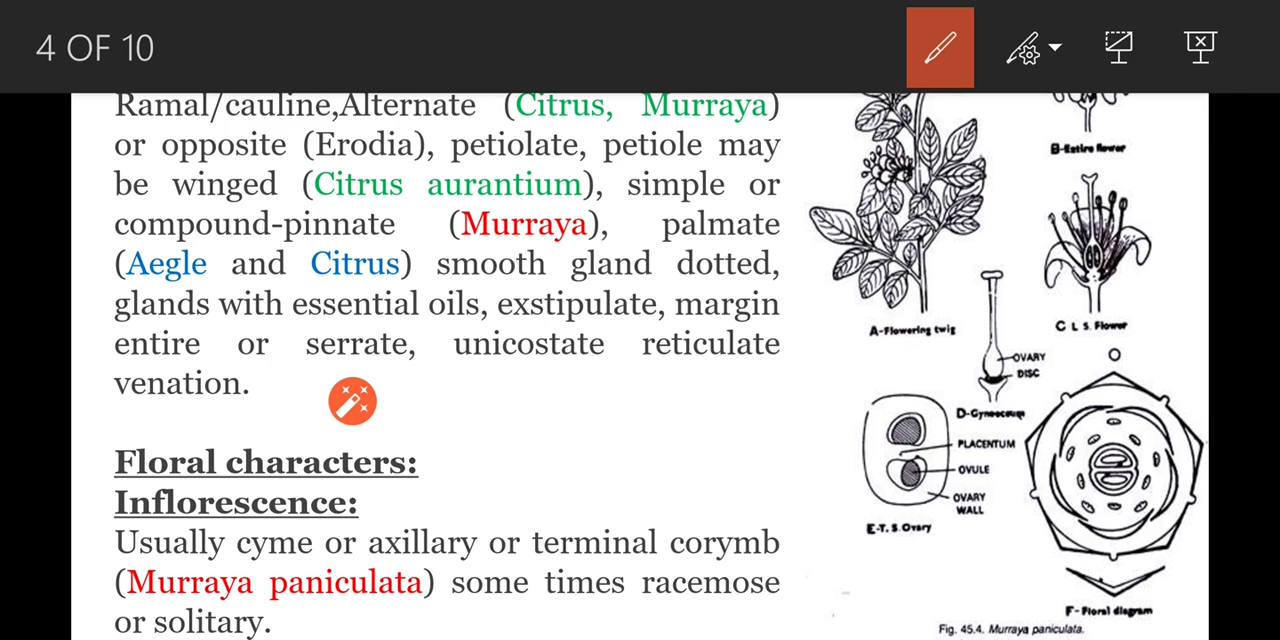 4 OF 10
Ramal/cauline,Alternate (Citrus, Murraya)
or opposite (Erodia), petiolate, petiole may
be winged (Citrus aurantium), simple or
compound-pinnate (Murraya), palmate
(Aegle and Citrus) smooth gland dotted,
glands with essential oils, exstipulate, margin
entire or serrate, unicostate reticulate
venation.
Floral characters:
Inflorescence:
Usually cyme or axillary or terminal corymb
(Murraya paniculata) some times racemose
or solitary.
B-Entire flower
A-Flowering twig
C L S. Flower
OVARY
DISC
D-Gynoecium
PLACENTUM
OVULE
OVARY
WALL
E-T. S. Ovary
F-Floral diagram
Fig. 45.4. Murraya paniculata.